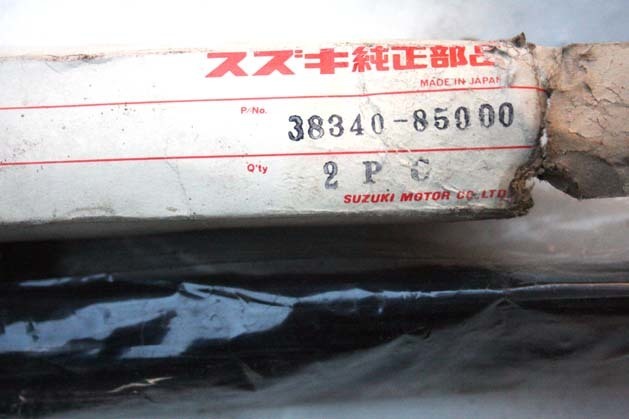 スズキ純正部品
MADE IN JAPAN
P/No. 38340-85000
Q'ty 2 PC
SUZUKI MOTOR CO., LTD.